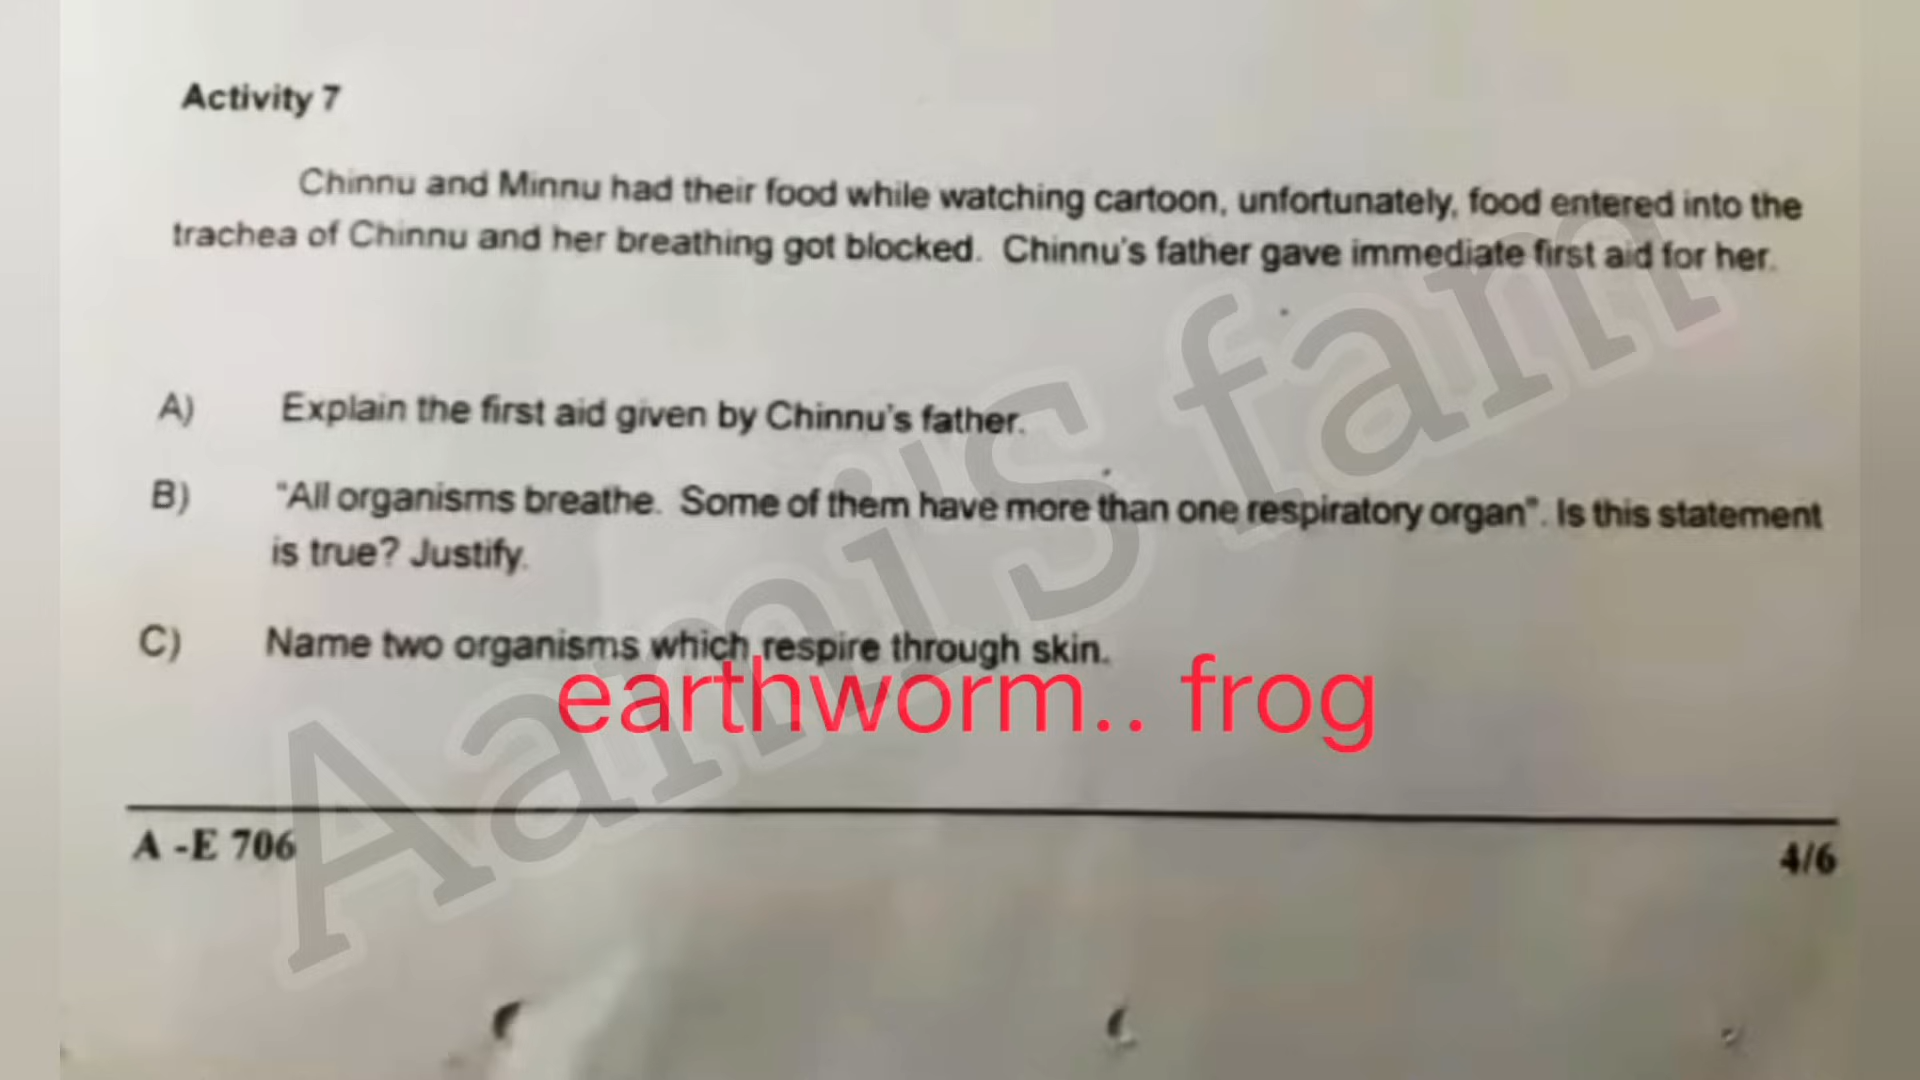 Activity 7
Chinnu and Minnu had their food while watching cartoon, unfortunately, food entered into the
trachea of Chinnu and her breathing got blocked. Chinnu's father gave immediate first aid for her.
A) Explain the first aid given by Chinnu's father.
B) "All organisms breathe. Some of them have more than one respiratory organ". Is this statement
is true? Justify.
C) Name two organisms which respire through skin.
earthworm.. frog
A -E 706 4/6
Aami'S fam